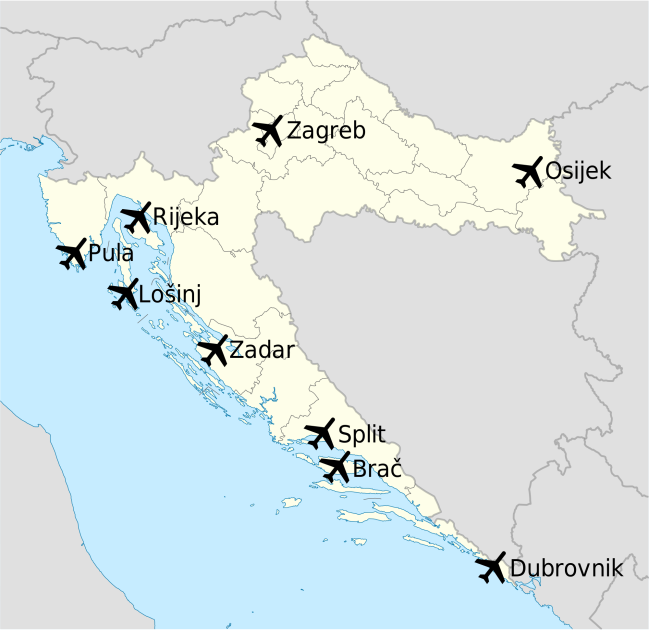 Zagreb
Osijek
Rijeka
Pula
Lošinj
Zadar
Split
Brač
Dubrovnik